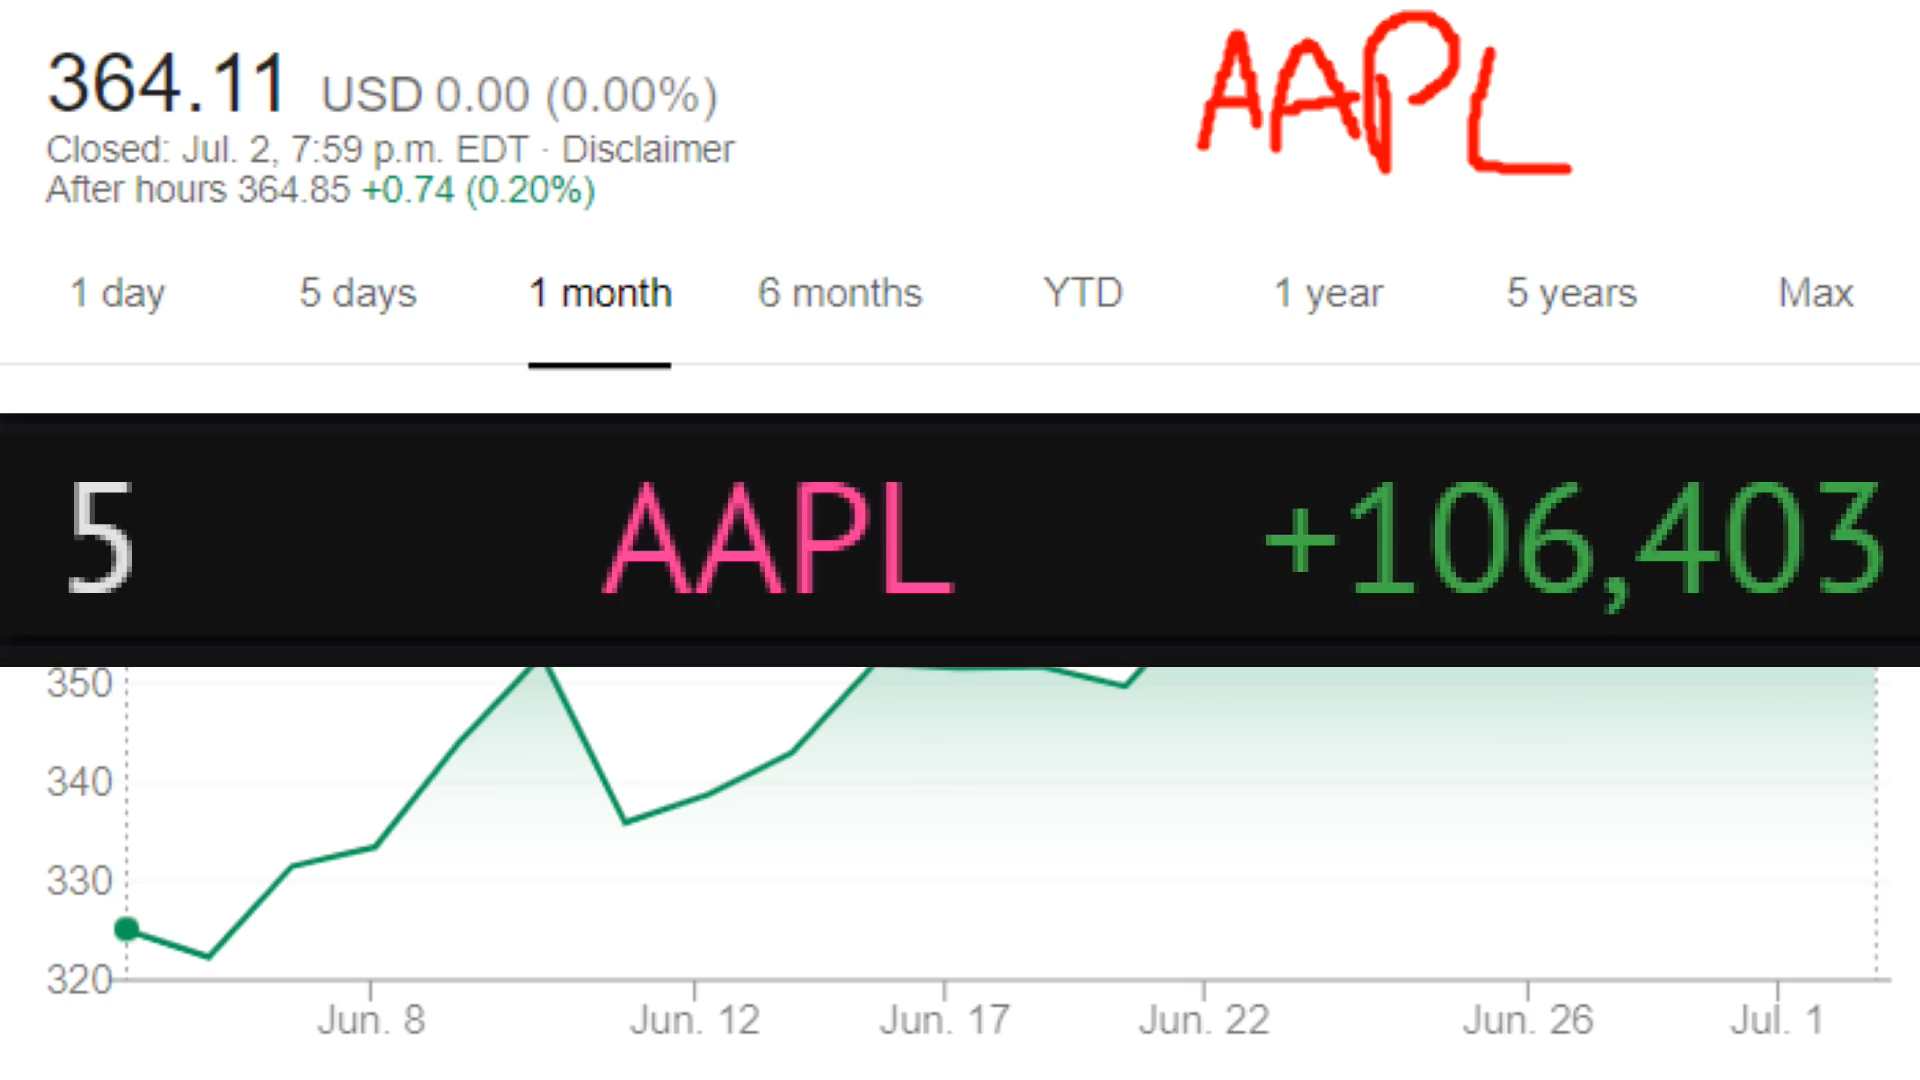 364.11 USD 0.00 (0.00%)
AAPL
Closed: Jul. 2, 7:59 p.m. EDT · Disclaimer
After hours 364.85 +0.74 (0.20%)
1 day 5 days 1 month 6 months YTD 1 year 5 years Max
5 AAPL +106,403
350
340
330
320
Jun. 8 Jun. 12 Jun. 17 Jun. 22 Jun. 26 Jul. 1